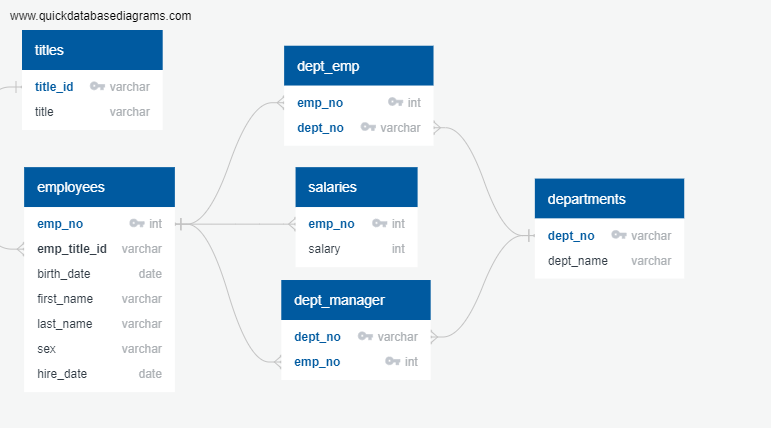 www.quickdatabasediagrams.com
titles
title_id varchar
title varchar
employees
emp_no int
emp_title_id varchar
birth_date date
first_name varchar
last_name varchar
sex varchar
hire_date date
dept_emp
emp_no int
dept_no varchar
salaries
emp_no int
salary int
dept_manager
dept_no varchar
emp_no int
departments
dept_no varchar
dept_name varchar